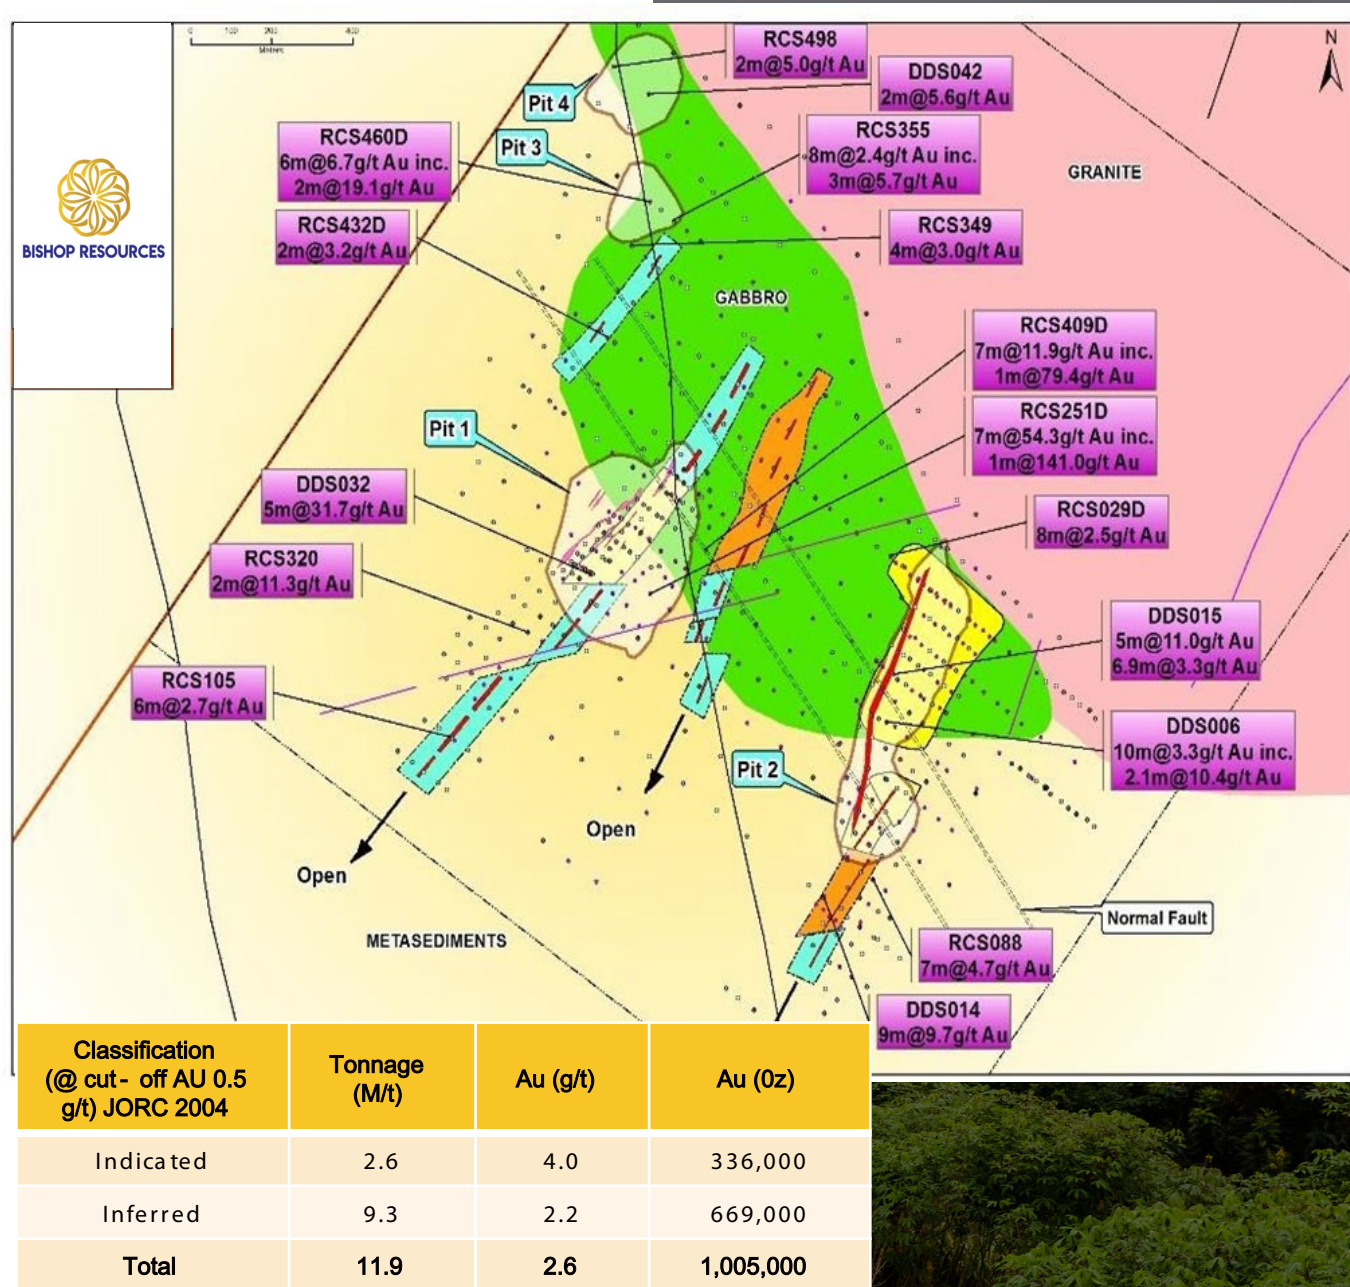 0 100 200 400
Meters
N
BISHOP RESOURCES
RCS498
2m@5.0g/t Au
DDS042
2m@5.6g/t Au
Pit 4
RCS460D
6m@6.7g/t Au inc.
2m@19.1g/t Au
Pit 3
RCS355
8m@2.4g/t Au inc.
3m@5.7g/t Au
GRANITE
RCS432D
2m@3.2g/t Au
RCS349
4m@3.0g/t Au
GABBRO
RCS409D
7m@11.9g/t Au inc.
1m@79.4g/t Au
Pit 1
RCS251D
7m@54.3g/t Au inc.
1m@141.0g/t Au
DDS032
5m@31.7g/t Au
RCS029D
8m@2.5g/t Au
RCS320
2m@11.3g/t Au
DDS015
5m@11.0g/t Au
6.9m@3.3g/t Au
RCS105
6m@2.7g/t Au
DDS006
10m@3.3g/t Au inc.
2.1m@10.4g/t Au
Pit 2
Open
Open
Normal Fault
METASEDIMENTS
RCS088
7m@4.7g/t Au
DDS014
9m@9.7g/t Au
Classification
(@ cut- off AU 0.5
g/t) JORC 2004
Tonnage
(M/t)
Au (g/t)
Au (0z)
Indicated 2.6 4.0 336,000
Inferred 9.3 2.2 669,000
Total 11.9 2.6 1,005,000